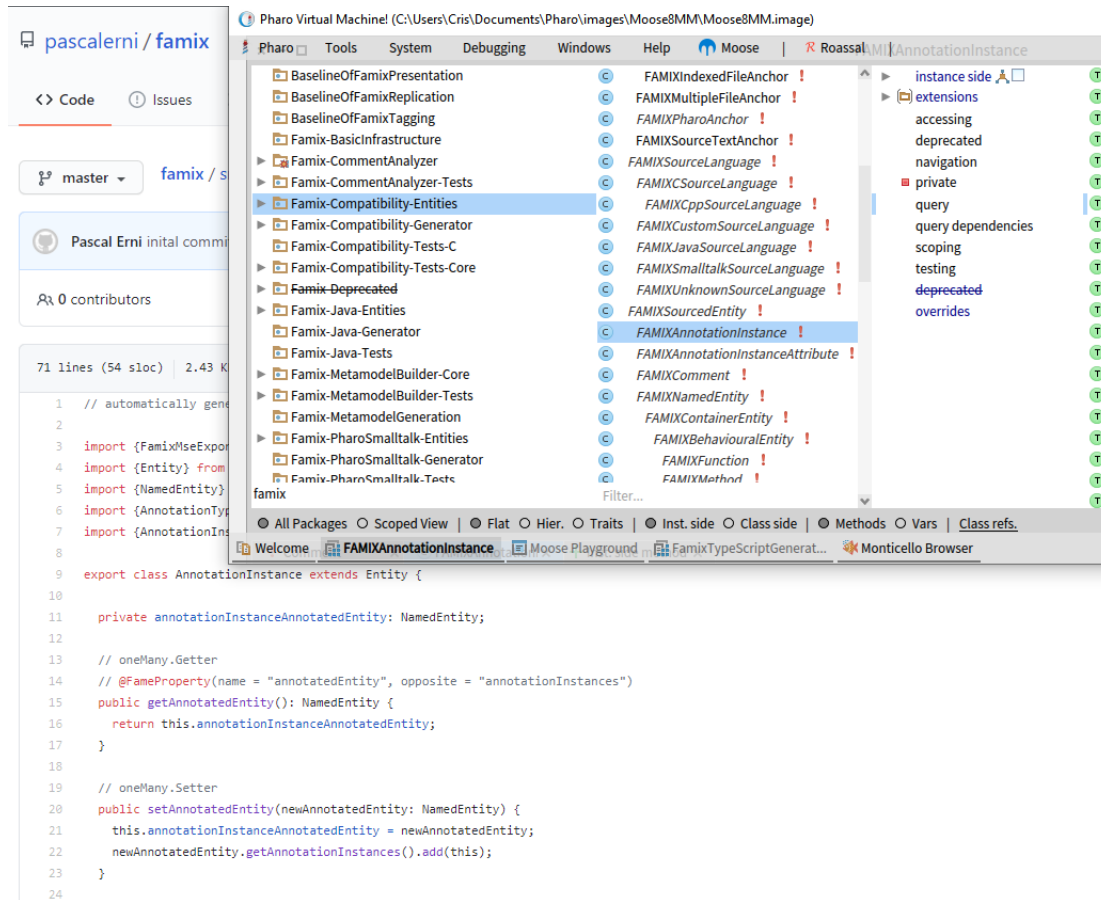 pascalerni / famix
Code
Issues
master
famix / s
Pascal Erni inital commi
0 contributors
71 lines (54 sloc) 2.43 K
1 // automatically gene
2
3 import {FamixMseExpor
4 import {Entity} from
5 import {NamedEntity}
6 import {AnnotationTyp
7 import {AnnotationIns
8
9 export class AnnotationInstance extends Entity {
10
11 private annotationInstanceAnnotatedEntity: NamedEntity;
12
13 // oneMany.Getter
14 // @FameProperty(name = "annotatedEntity", opposite = "annotationInstances")
15 public getAnnotatedEntity(): NamedEntity {
16 return this.annotationInstanceAnnotatedEntity;
17 }
18
19 // oneMany.Setter
20 public setAnnotatedEntity(newAnnotatedEntity: NamedEntity) {
21 this.annotationInstanceAnnotatedEntity = newAnnotatedEntity;
22 newAnnotatedEntity.getAnnotationInstances().add(this);
23 }
24
Pharo Virtual Machine! (C:\Users\Cris\Documents\Pharo\images\Moose8MM\Moose8MM.image)
Pharo Tools System Debugging Windows Help Moose | Roassal FAMIXAnnotationInstance
BaselineOfFamixPresentation
BaselineOfFamixReplication
BaselineOfFamixTagging
Famix-BasicInfrastructure
Famix-CommentAnalyzer
Famix-CommentAnalyzer-Tests
Famix-Compatibility-Entities
Famix-Compatibility-Generator
Famix-Compatibility-Tests-C
Famix-Compatibility-Tests-Core
Famix-Deprecated
Famix-Java-Entities
Famix-Java-Generator
Famix-Java-Tests
Famix-MetamodelBuilder-Core
Famix-MetamodelBuilder-Tests
Famix-MetamodelGeneration
Famix-PharoSmalltalk-Entities
Famix-PharoSmalltalk-Generator
Famix-PharoSmalltalk-Tests
famix
FAMIXIndexedFileAnchor !
FAMIXMultipleFileAnchor !
FAMIXPharoAnchor !
FAMIXSourceTextAnchor !
FAMIXSourceLanguage !
FAMIXCSourceLanguage !
FAMIXCppSourceLanguage !
FAMIXCustomSourceLanguage !
FAMIXJavaSourceLanguage !
FAMIXSmalltalkSourceLanguage !
FAMIXUnknownSourceLanguage !
FAMIXSourcedEntity !
FAMIXAnnotationInstance !
FAMIXAnnotationInstanceAttribute !
FAMIXComment !
FAMIXNamedEntity !
FAMIXContainerEntity !
FAMIXBehaviouralEntity !
FAMIXFunction !
FAMIXMethod !
Filter...
instance side
extensions
accessing
deprecated
navigation
private
query
query dependencies
scoping
testing
deprecated
overrides
All Packages Scoped View | Flat Hier. Traits | Inst. side Class side | Methods Vars | Class refs.
Welcome FAMIXAnnotationInstance Moose Playground FamixTypeScriptGenerat... Monticello Browser